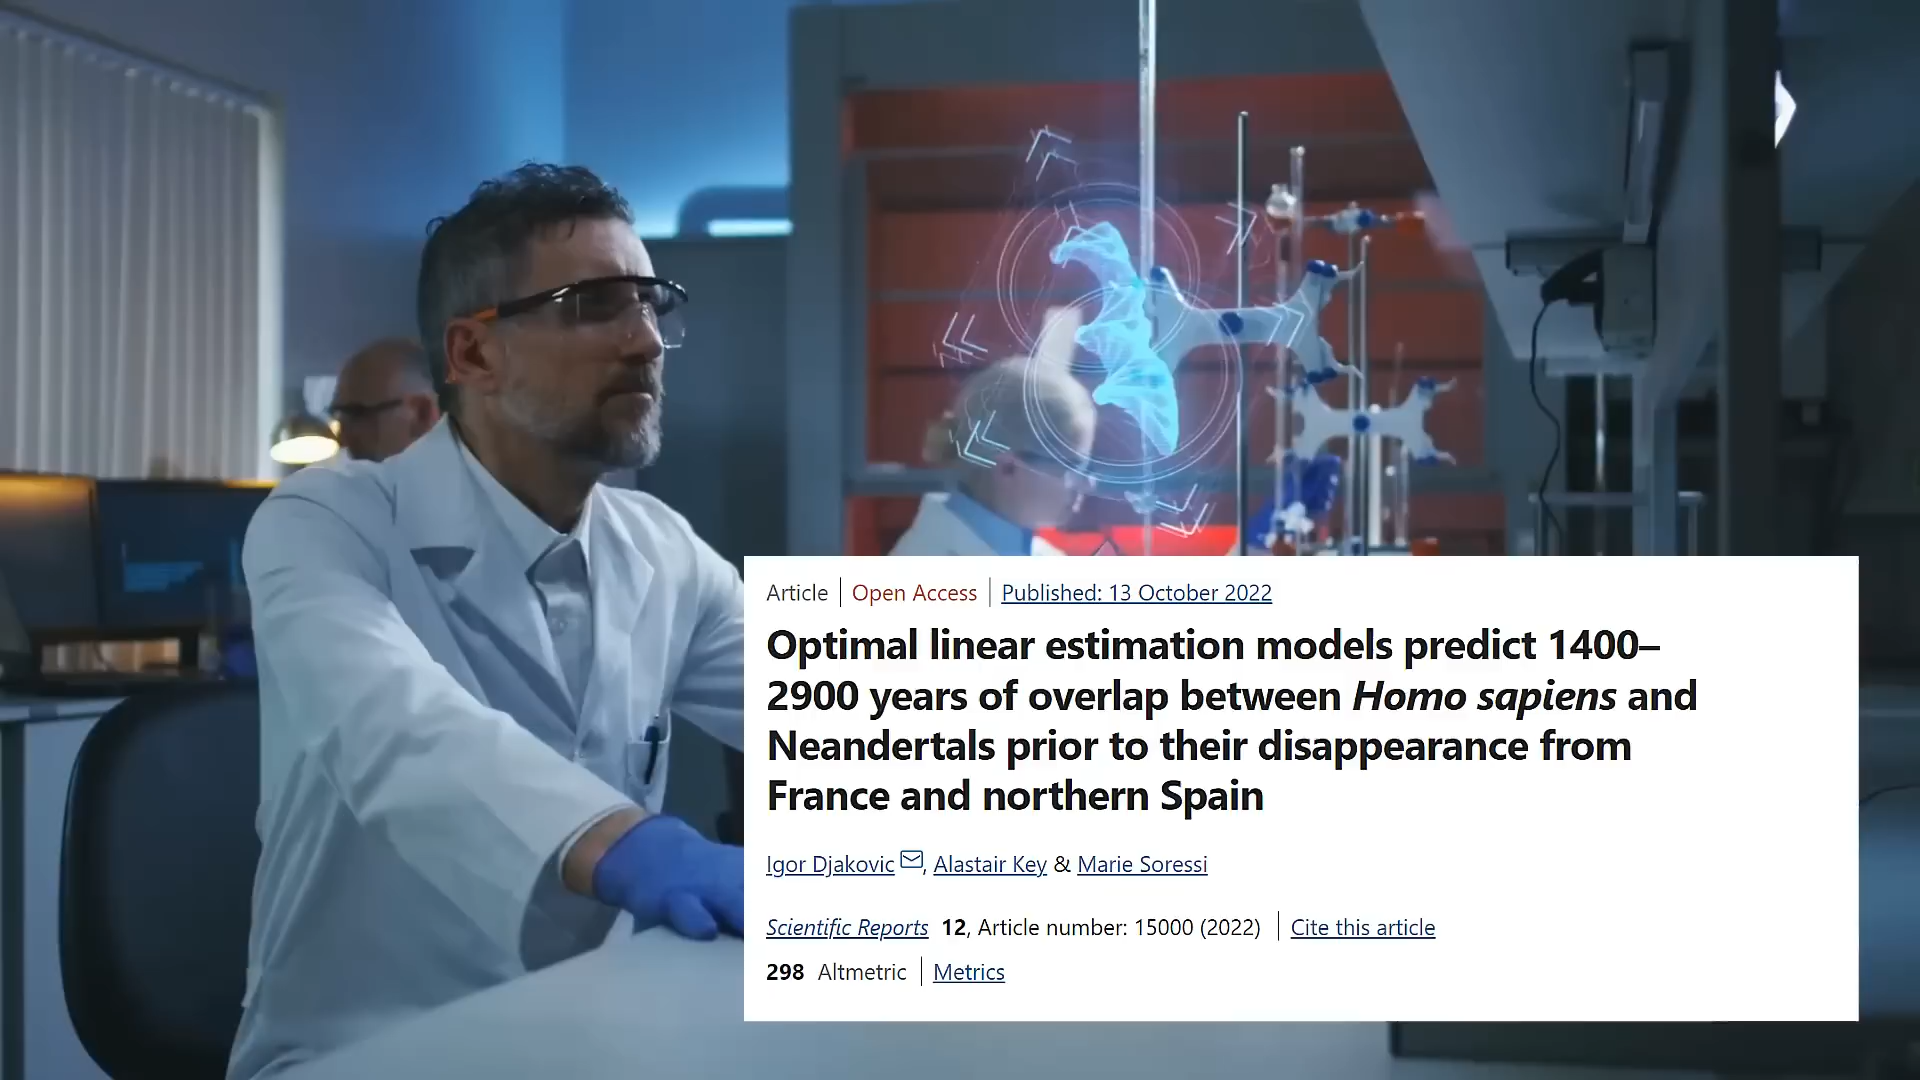 Article | Open Access | Published: 13 October 2022
Optimal linear estimation models predict 1400–
2900 years of overlap between Homo sapiens and
Neandertals prior to their disappearance from
France and northern Spain
Igor Djakovic, Alastair Key & Marie Soressi
Scientific Reports 12, Article number: 15000 (2022) | Cite this article
298 Altmetric | Metrics